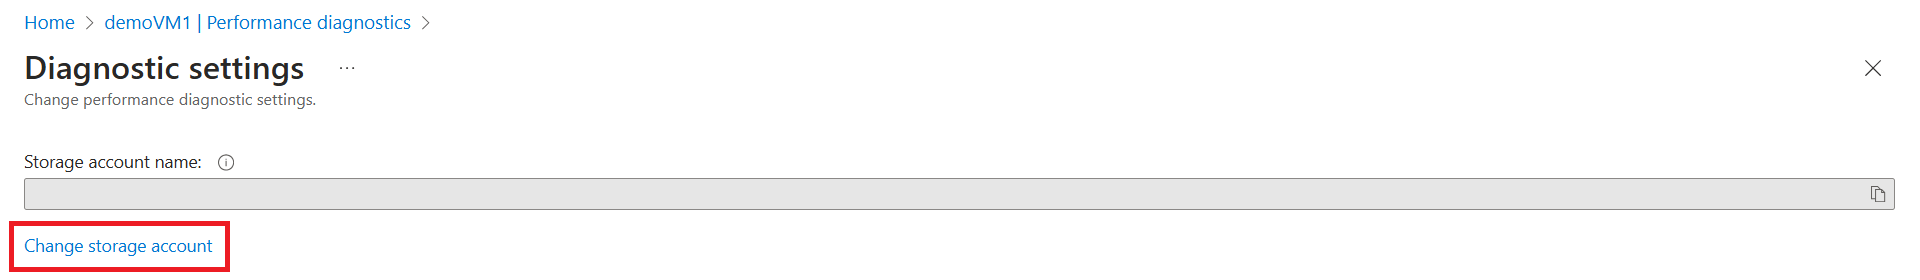 Home > demoVM1 | Performance diagnostics >
Diagnostic settings ...
Change performance diagnostic settings.
Storage account name:
Change storage account